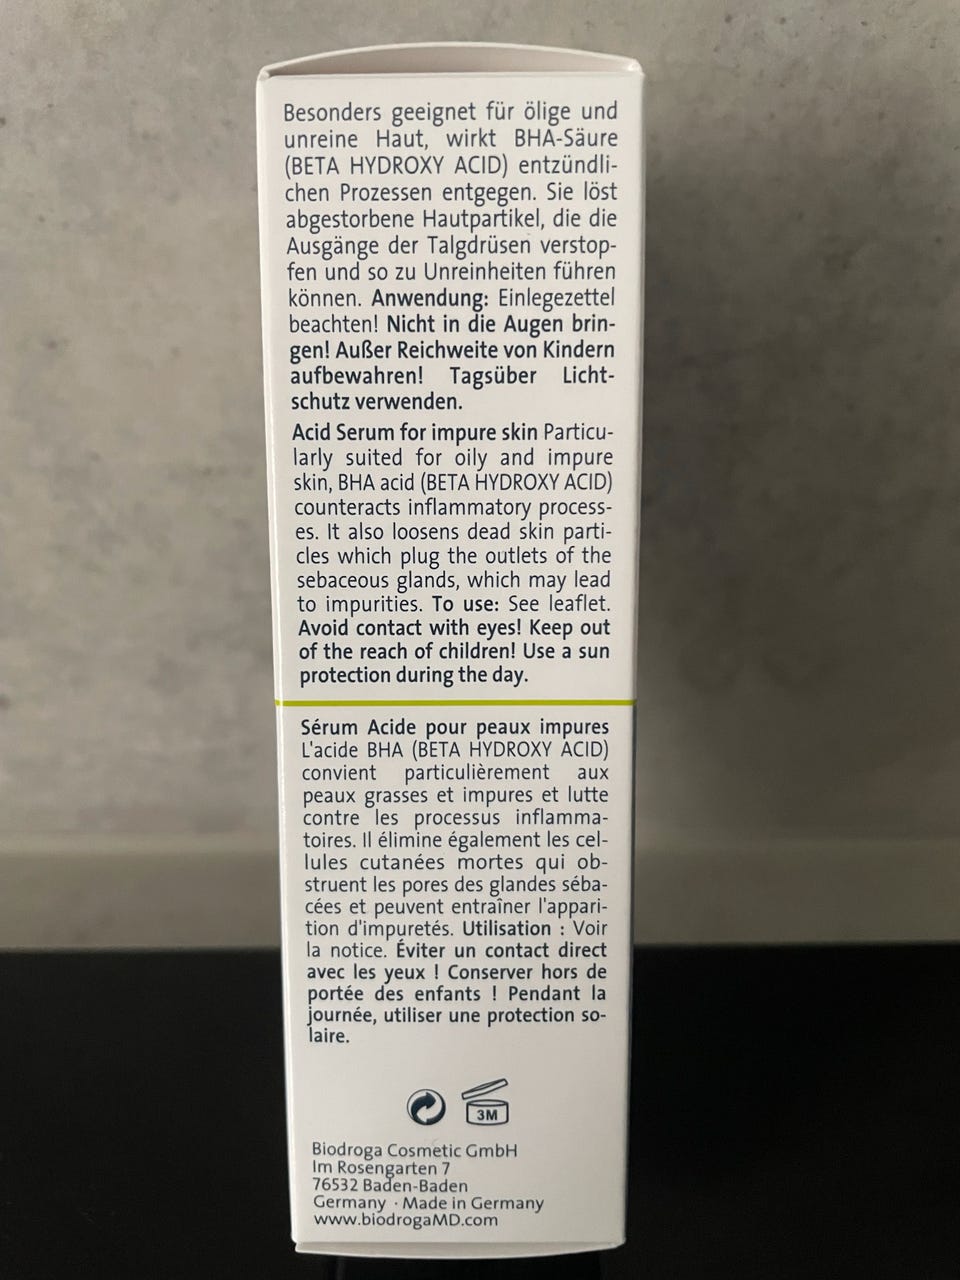 Besonders geeignet für ölige und
unreine Haut, wirkt BHA-Säure
(BETA HYDROXY ACID) entzündli-
chen Prozessen entgegen. Sie löst
abgestorbene Hautpartikel, die die
Ausgänge der Talgdrüsen verstop-
fen und so zu Unreinheiten führen
können. Anwendung: Einlegezettel
beachten! Nicht in die Augen brin-
gen! Außer Reichweite von Kindern
aufbewahren! Tagsüber Licht-
schutz verwenden.
Acid Serum for impure skin Particu-
larly suited for oily and impure
skin, BHA acid (BETA HYDROXY ACID)
counteracts inflammatory process-
es. It also loosens dead skin parti-
cles which plug the outlets of the
sebaceous glands, which may lead
to impurities. To use: See leaflet.
Avoid contact with eyes! Keep out
of the reach of children! Use a sun
protection during the day.
Sérum Acide pour peaux impures
L'acide BHA (BETA HYDROXY ACID)
convient particulièrement aux
peaux grasses et impures et lutte
contre les processus inflamma-
toires. Il élimine également les cel-
lules cutanées mortes qui ob-
struent les pores des glandes séba-
cées et peuvent entraîner l'appari-
tion d'impuretés. Utilisation : Voir
la notice. Éviter un contact direct
avec les yeux ! Conserver hors de
portée des enfants ! Pendant la
journée, utiliser une protection so-
laire.
3M
Biodroga Cosmetic GmbH
Im Rosengarten 7
76532 Baden-Baden
Germany · Made in Germany
www.biodrogaMD.com